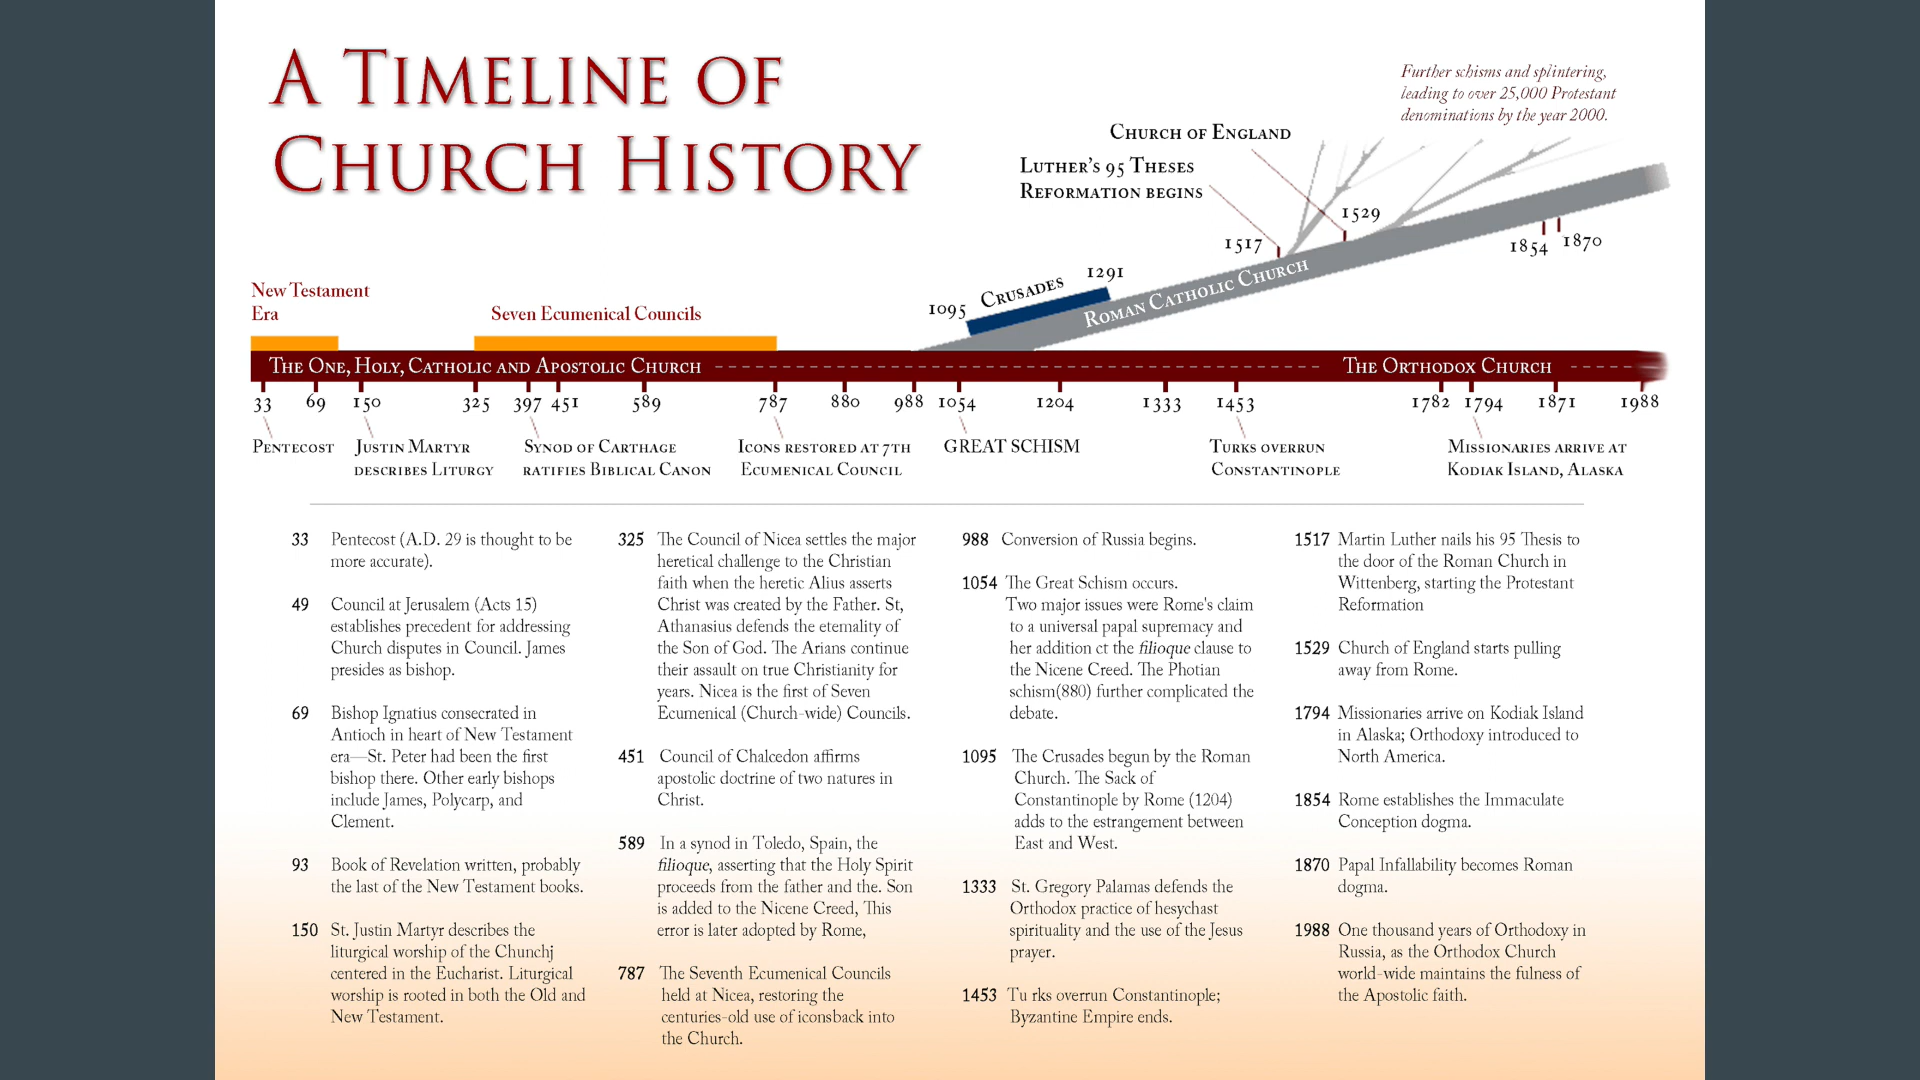 A Timeline of
Church History
Further schisms and splintering,
leading to over 25,000 Protestant
denominations by the year 2000.
Church of England
Luther's 95 Theses
Reformation begins
1529
1517
1854
1870
1291
Crusades
1095
Roman Catholic Church
New Testament
Era
Seven Ecumenical Councils
The One, Holy, Catholic and Apostolic Church
The Orthodox Church
33 69 150 325 397 451 589 787 880 988 1054 1204 1333 1453 1782 1794 1871 1988
Pentecost
Justin Martyr
describes Liturgy
Synod of Carthage
ratifies Biblical Canon
Icons restored at 7th
Ecumenical Council
GREAT SCHISM
Turks overrun
Constantinople
Missionaries arrive at
Kodiak Island, Alaska
33 Pentecost (A.D. 29 is thought to be
more accurate).
49 Council at Jerusalem (Acts 15)
establishes precedent for addressing
Church disputes in Council. James
presides as bishop.
69 Bishop Ignatius consecrated in
Antioch in heart of New Testament
era—St. Peter had been the first
bishop there. Other early bishops
include James, Polycarp, and
Clement.
93 Book of Revelation written, probably
the last of the New Testament books.
150 St. Justin Martyr describes the
liturgical worship of the Chunchj
centered in the Eucharist. Liturgical
worship is rooted in both the Old and
New Testament.
325 The Council of Nicea settles the major
heretical challenge to the Christian
faith when the heretic Alius asserts
Christ was created by the Father. St,
Athanasius defends the etemality of
the Son of God. The Arians continue
their assault on true Christianity for
years. Nicea is the first of Seven
Ecumenical (Church-wide) Councils.
451 Council of Chalcedon affirms
apostolic doctrine of two natures in
Christ.
589 In a synod in Toledo, Spain, the
filioque, asserting that the Holy Spirit
proceeds from the father and the. Son
is added to the Nicene Creed, This
error is later adopted by Rome,
787 The Seventh Ecumenical Councils
held at Nicea, restoring the
centuries-old use of iconsback into
the Church.
988 Conversion of Russia begins.
1054 The Great Schism occurs.
Two major issues were Rome's claim
to a universal papal supremacy and
her addition ct the filioque clause to
the Nicene Creed. The Photian
schism(880) further complicated the
debate.
1095 The Crusades begun by the Roman
Church. The Sack of
Constantinople by Rome (1204)
adds to the estrangement between
East and West.
1333 St. Gregory Palamas defends the
Orthodox practice of hesychast
spirituality and the use of the Jesus
prayer.
1453 Tu rks overrun Constantinople;
Byzantine Empire ends.
1517 Martin Luther nails his 95 Thesis to
the door of the Roman Church in
Wittenberg, starting the Protestant
Reformation
1529 Church of England starts pulling
away from Rome.
1794 Missionaries arrive on Kodiak Island
in Alaska; Orthodoxy introduced to
North America.
1854 Rome establishes the Immaculate
Conception dogma.
1870 Papal Infallability becomes Roman
dogma.
1988 One thousand years of Orthodoxy in
Russia, as the Orthodox Church
world-wide maintains the fulness of
the Apostolic faith.